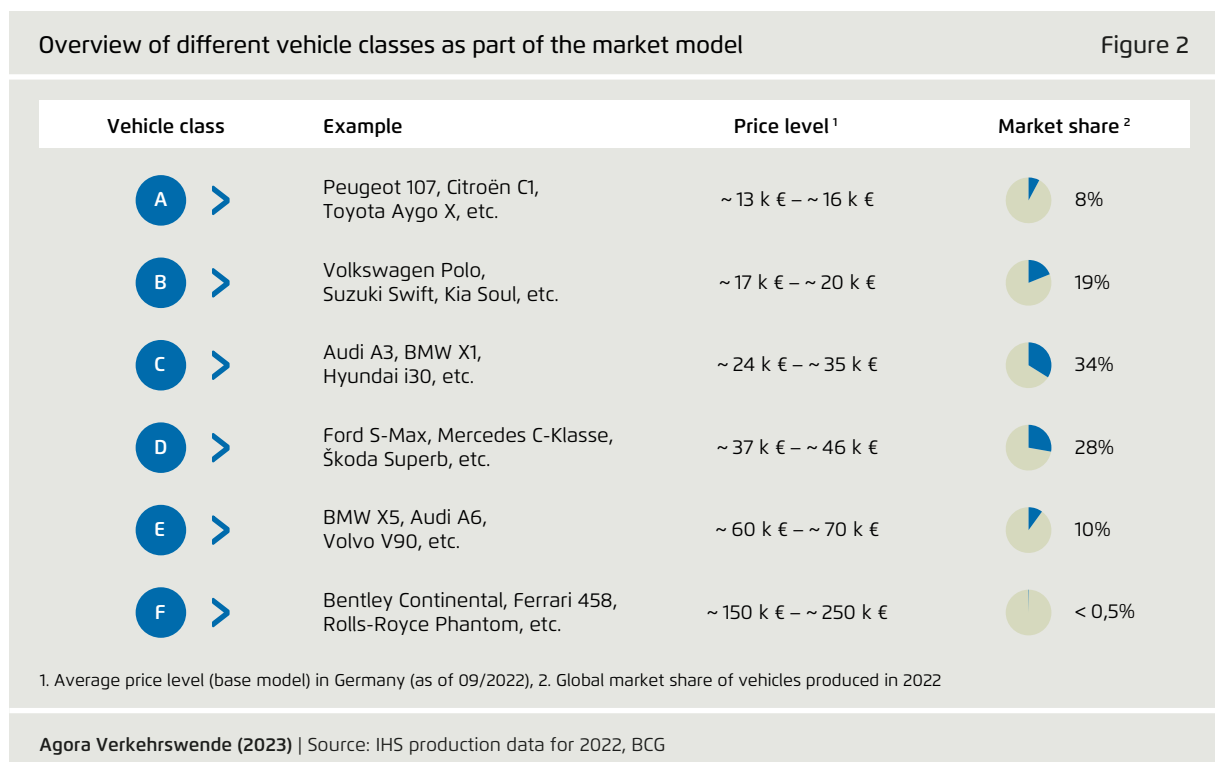 Overview of different vehicle classes as part of the market model Figure 2
Vehicle class Example Price level ¹ Market share ²
A > Peugeot 107, Citroën C1,
Toyota Aygo X, etc. ~ 13 k € – ~ 16 k € 8%
B > Volkswagen Polo,
Suzuki Swift, Kia Soul, etc. ~ 17 k € – ~ 20 k € 19%
C > Audi A3, BMW X1,
Hyundai i30, etc. ~ 24 k € – ~ 35 k € 34%
D > Ford S-Max, Mercedes C-Klasse,
Škoda Superb, etc. ~ 37 k € – ~ 46 k € 28%
E > BMW X5, Audi A6,
Volvo V90, etc. ~ 60 k € – ~ 70 k € 10%
F > Bentley Continental, Ferrari 458,
Rolls-Royce Phantom, etc. ~ 150 k € – ~ 250 k € < 0,5%
1. Average price level (base model) in Germany (as of 09/2022), 2. Global market share of vehicles produced in 2022
Agora Verkehrswende (2023) | Source: IHS production data for 2022, BCG